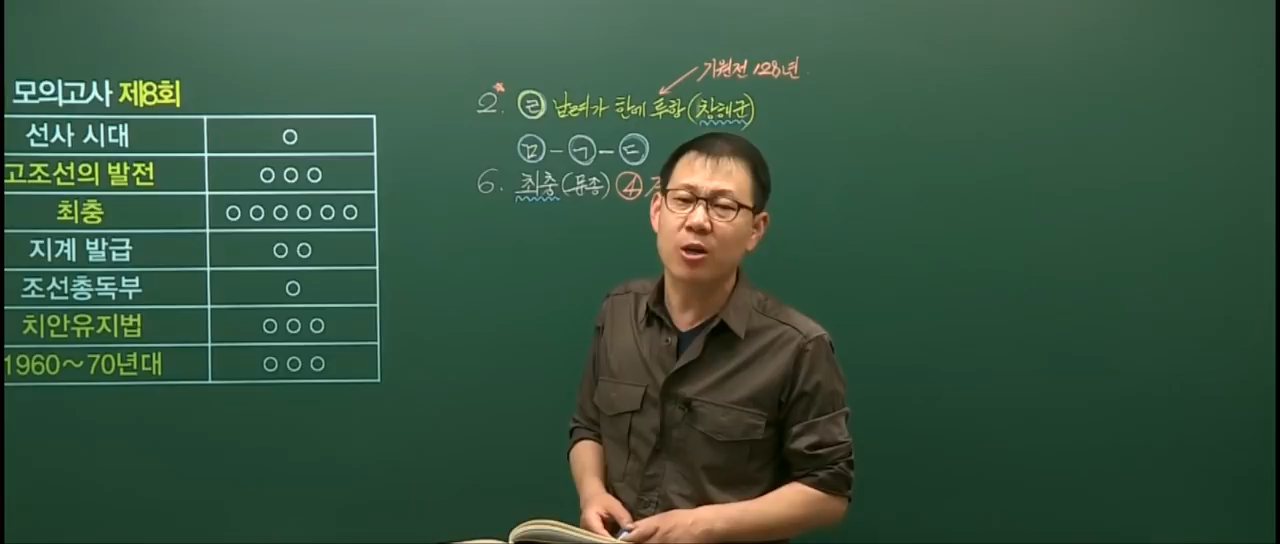 모의고사 제8회
선사 시대 ○
고조선의 발전 ○○○
최충 ○○○○○○
지계 발급 ○○
조선총독부 ○
치안유지법 ○○○
1960~70년대 ○○○
기원전 128년
2. ㄹ 남려가 한에 투항(창해군)
ㅁ-ㄱ-ㄷ
6. 최충(문종) ④